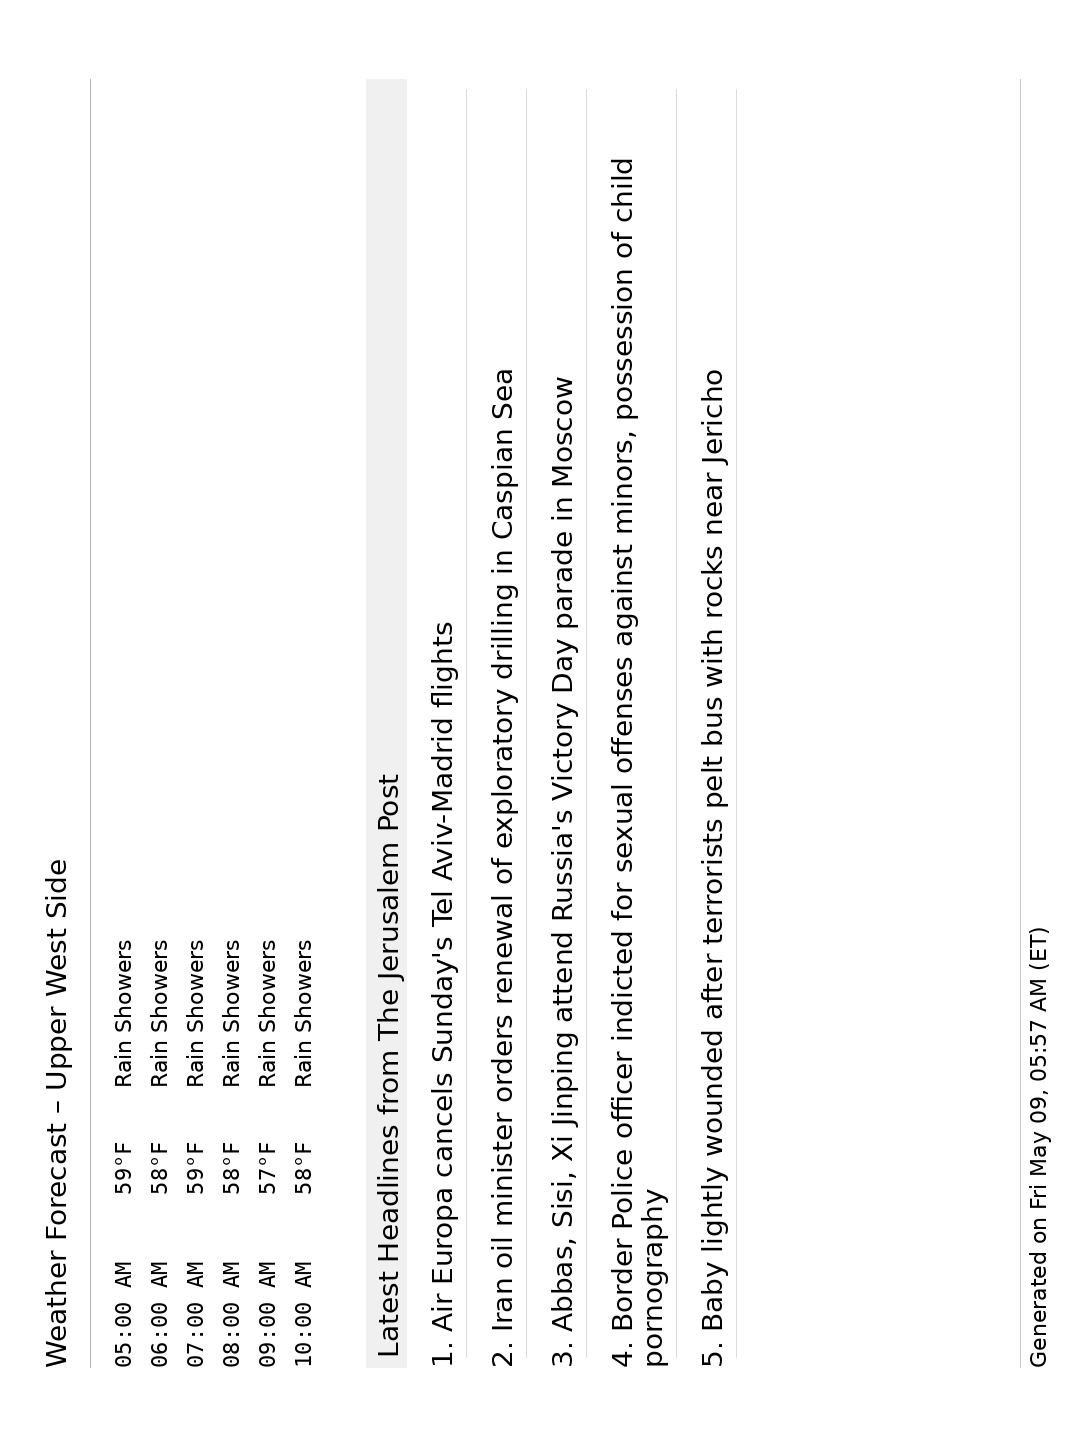 Weather Forecast – Upper West Side
05:00 AM 59°F Rain Showers
06:00 AM 58°F Rain Showers
07:00 AM 59°F Rain Showers
08:00 AM 58°F Rain Showers
09:00 AM 57°F Rain Showers
10:00 AM 58°F Rain Showers
Latest Headlines from The Jerusalem Post
1. Air Europa cancels Sunday's Tel Aviv-Madrid flights
2. Iran oil minister orders renewal of exploratory drilling in Caspian Sea
3. Abbas, Sisi, Xi Jinping attend Russia's Victory Day parade in Moscow
4. Border Police officer indicted for sexual offenses against minors, possession of child
pornography
5. Baby lightly wounded after terrorists pelt bus with rocks near Jericho
Generated on Fri May 09, 05:57 AM (ET)